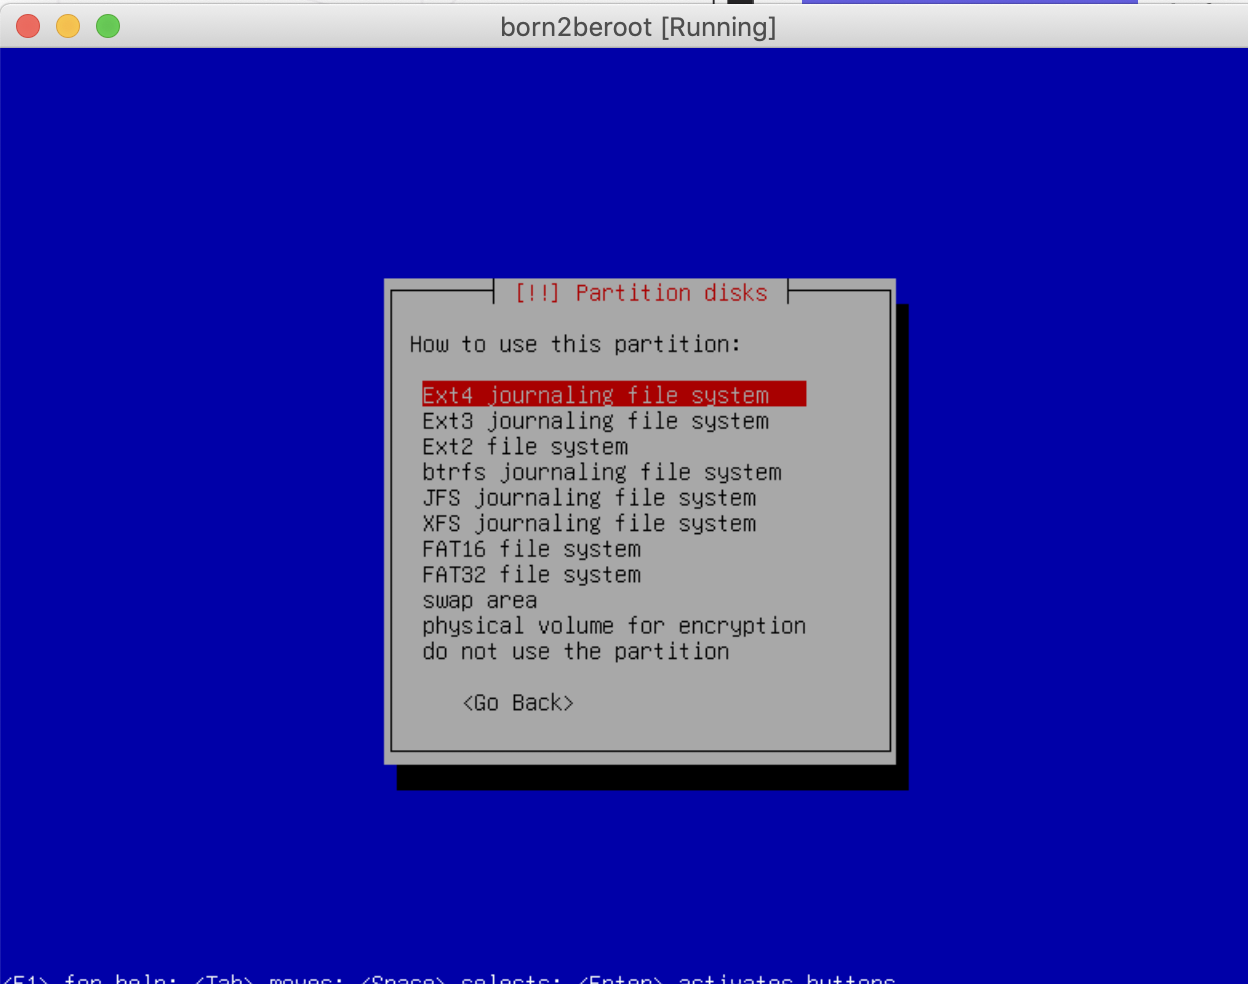 born2beroot [Running]
[!!] Partition disks
How to use this partition:
Ext4 journaling file system
Ext3 journaling file system
Ext2 file system
btrfs journaling file system
JFS journaling file system
XFS journaling file system
FAT16 file system
FAT32 file system
swap area
physical volume for encryption
do not use the partition
<Go Back>
<F1> for help; <Tab> moves; <Space> selects; <Enter> activates buttons